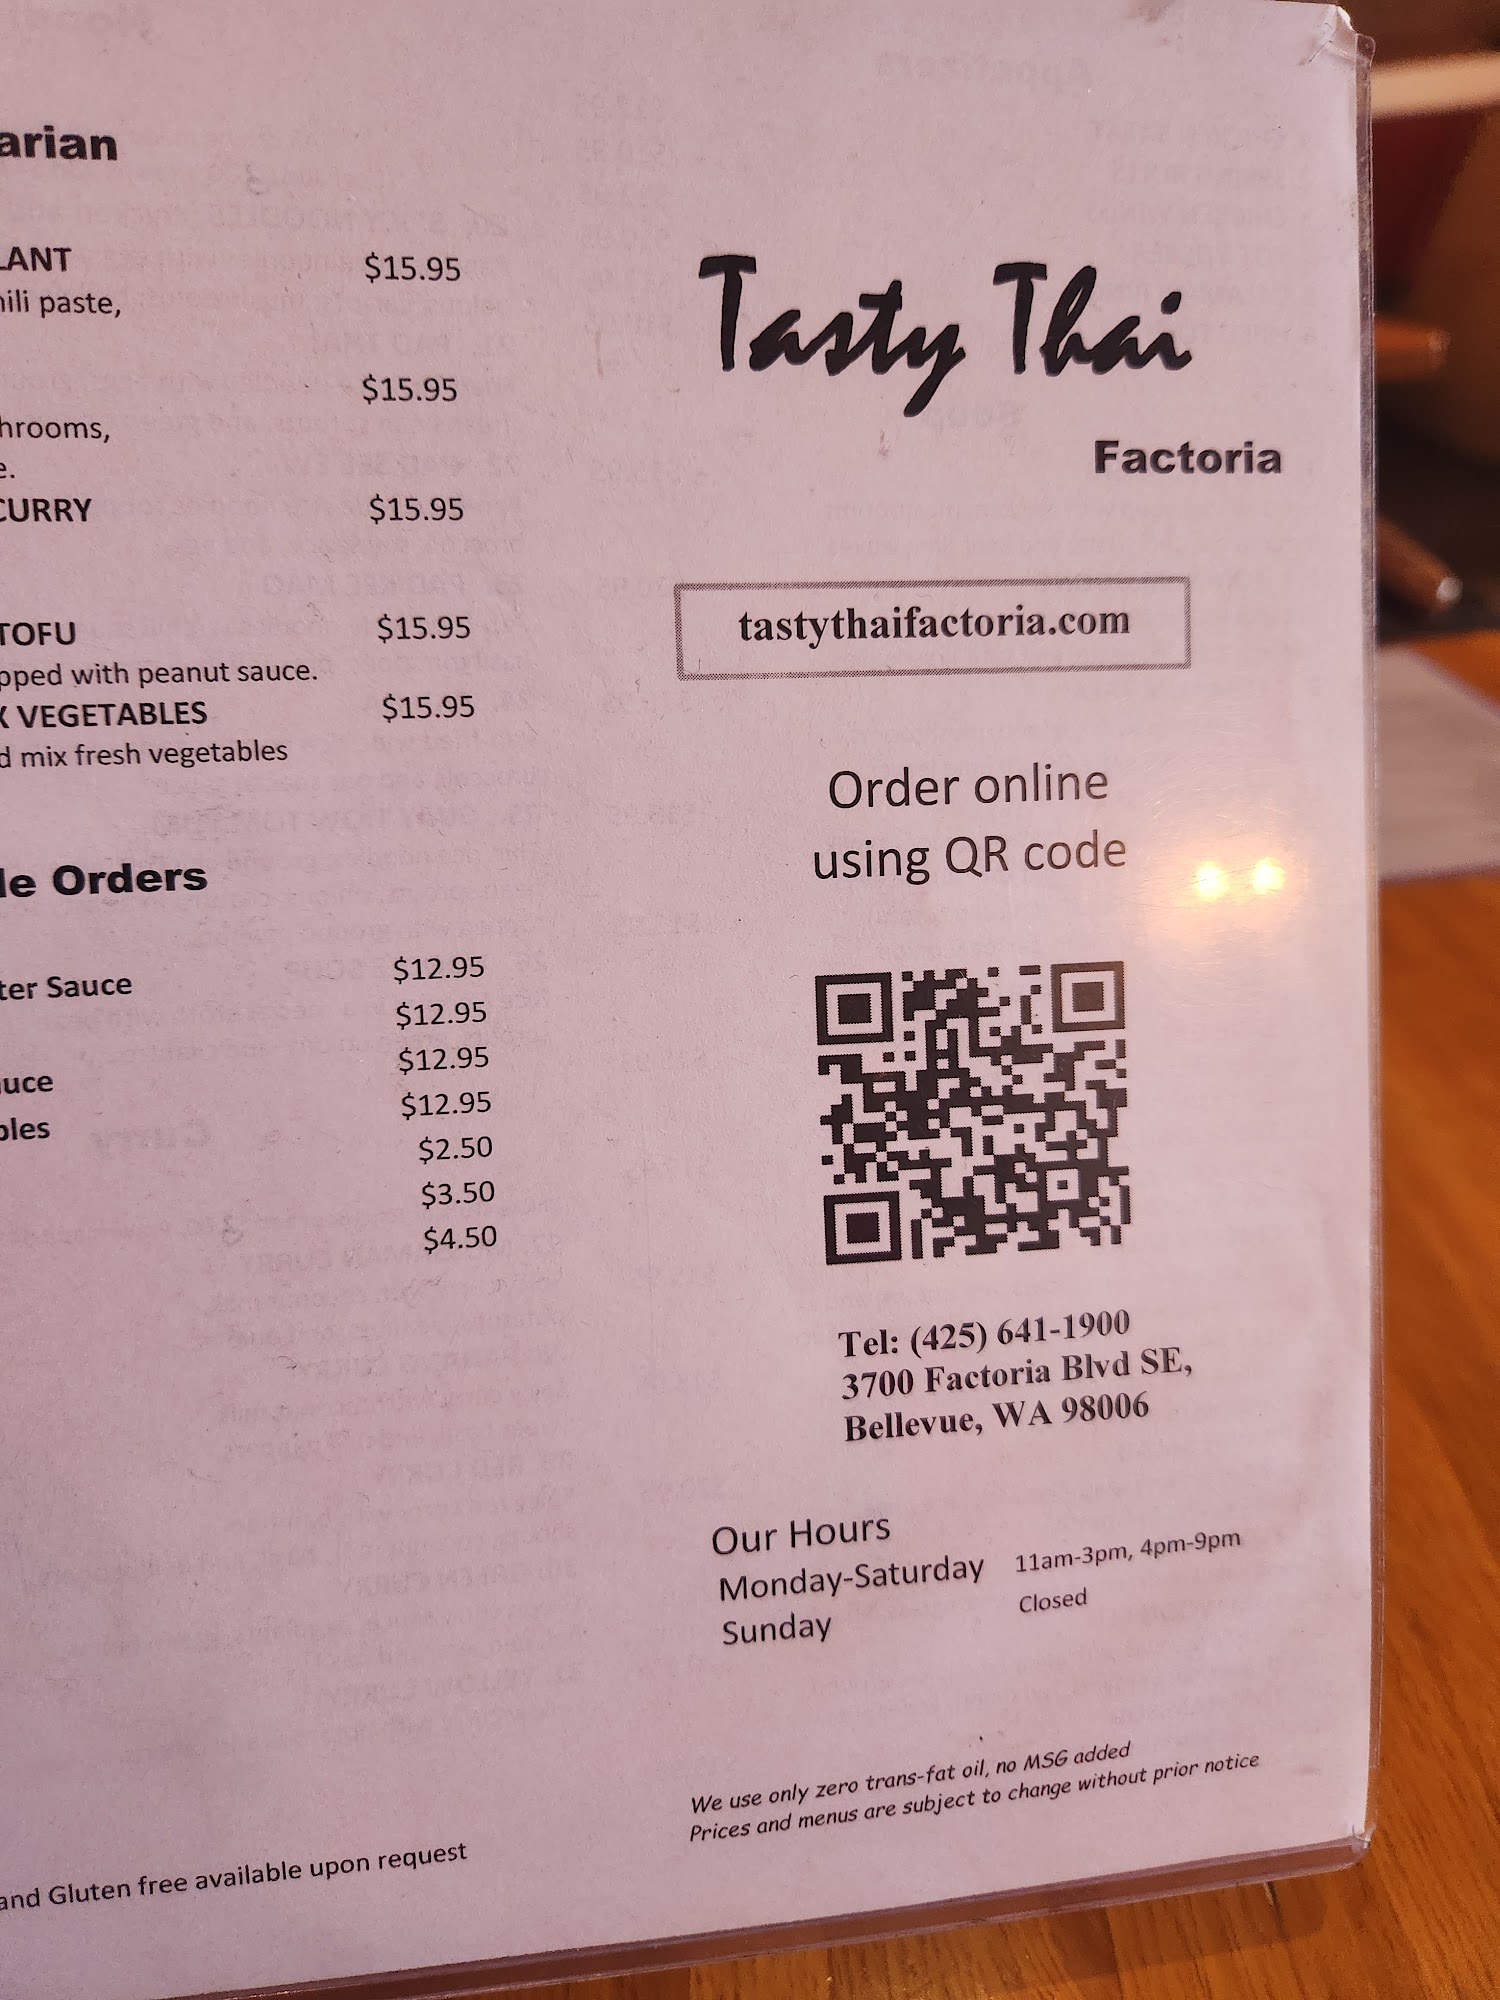 arian
LANT $15.95
hili paste,
$15.95
hrooms,
e.
CURRY $15.95
TOFU $15.95
pped with peanut sauce.
X VEGETABLES $15.95
d mix fresh vegetables
de Orders
$12.95
ter Sauce
$12.95
$12.95
uce
$12.95
bles
$2.50
$3.50
$4.50
and Gluten free available upon request
Tasty Thai
Factoria
tastythaifactoria.com
Order online
using QR code
Tel: (425) 641-1900
3700 Factoria Blvd SE,
Bellevue, WA 98006
Our Hours
Monday-Saturday 11am-3pm, 4pm-9pm
Sunday Closed
We use only zero trans-fat oil, no MSG added
Prices and menus are subject to change without prior notice